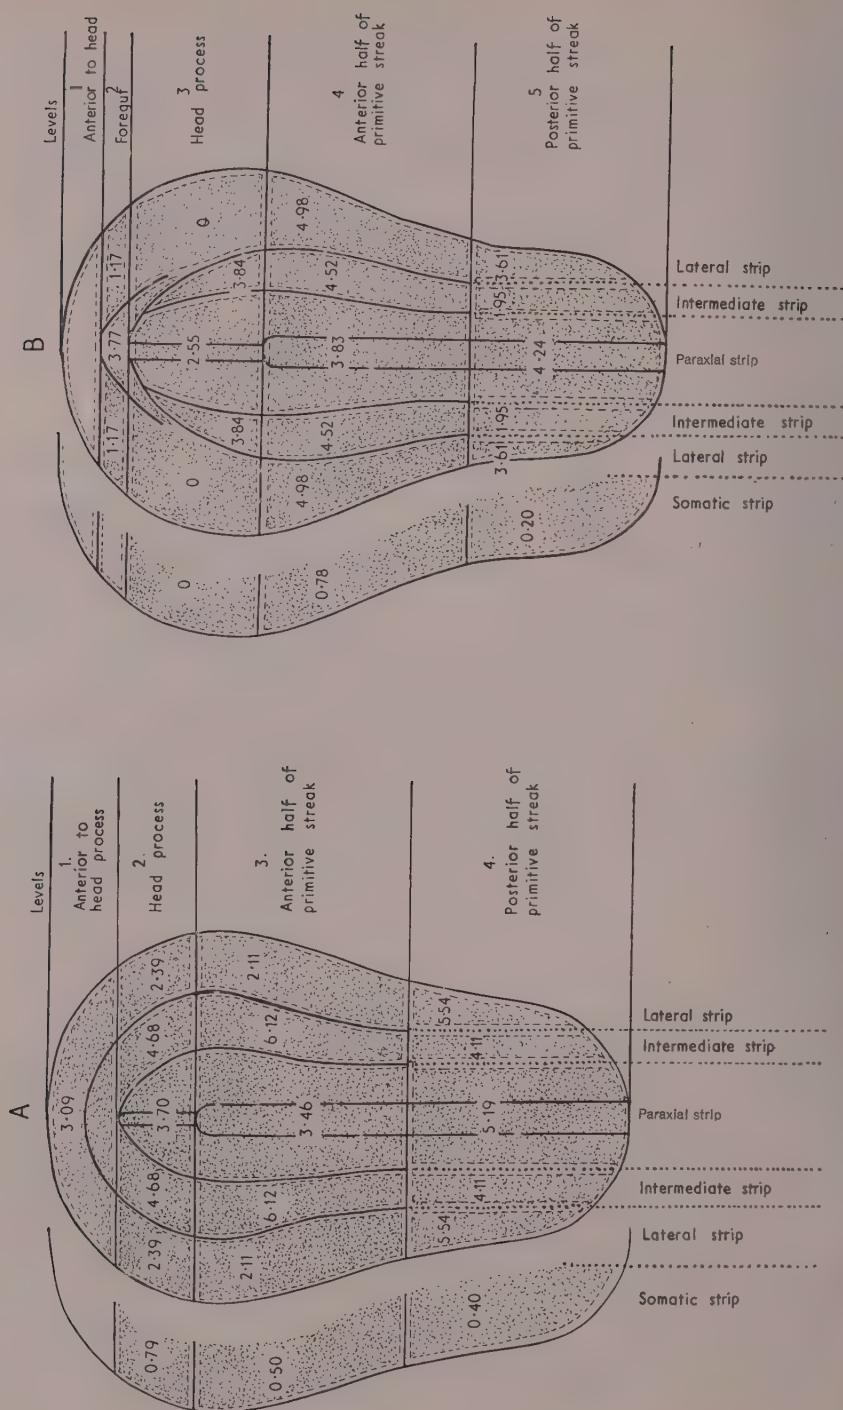 A
Levels
1.
Anterior to
head process
2.
Head process
3.
Anterior half of
primitive streak
4.
Posterior half of
primitive streak
3·09
2·39
4·68
3·70
4·68
2·39
2·11
6·12
3·46
6·12
2·11
5·54
4·11
5·19
4·11
5·54
0·79
0·50
0·40
Somatic strip
Lateral strip
Intermediate strip
Paraxial strip
Intermediate strip
Lateral strip
B
Levels
1
Anterior to head
2
Foregut
3
Head process
4
Anterior half of
primitive streak
5
Posterior half of
primitive streak
1·17
3·77
1·17
0
3·84
2·55
3·84
0
4·98
4·52
3·83
4·52
4·98
3·61
1·95
4·24
1·95
3·61
0
0·78
0·20
Somatic strip
Lateral strip
Intermediate strip
Paraxial strip
Intermediate strip
Lateral strip